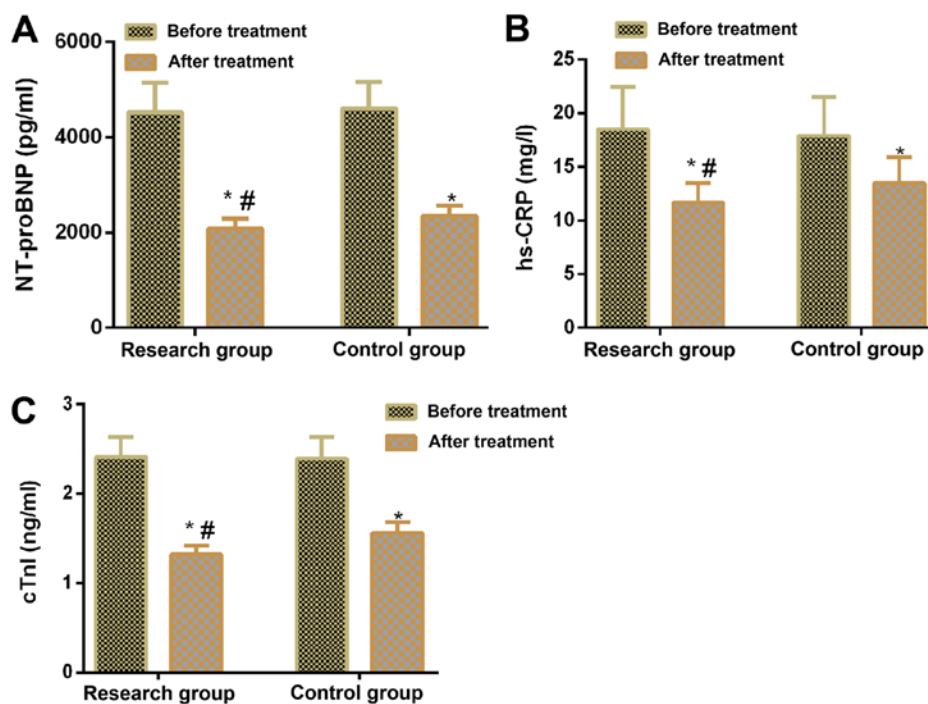 A
Before treatment
After treatment
NT-proBNP (pg/ml)
6000
4000
2000
0
* #
*
Research group
Control group
B
Before treatment
After treatment
hs-CRP (mg/l)
25
20
15
10
5
0
* #
*
Research group
Control group
C
Before treatment
After treatment
cTnI (ng/ml)
3
2
1
0
* #
*
Research group
Control group